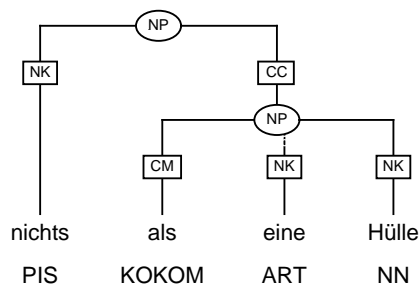 NP
NK CC
NP
CM NK NK
nichts als eine Hülle
PIS KOKOM ART NN